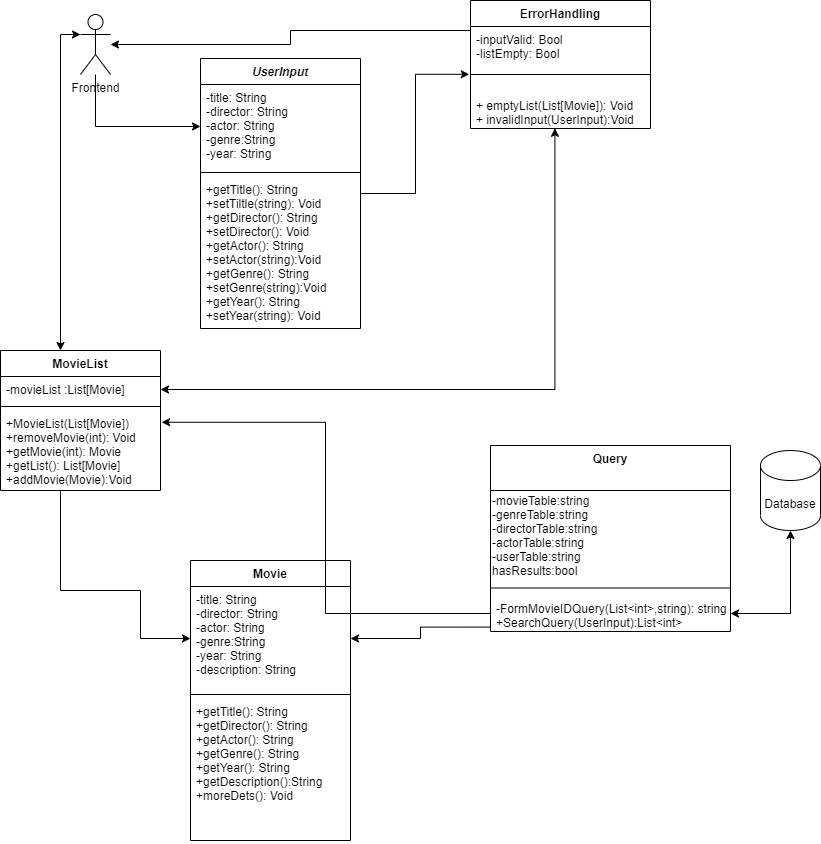 ErrorHandling
-inputValid: Bool
-listEmpty: Bool
+ emptyList(List[Movie]): Void
+ invalidInput(UserInput):Void
Frontend
UserInput
-title: String
-director: String
-actor: String
-genre:String
-year: String
+getTitle(): String
+setTiltle(string): Void
+getDirector(): String
+setDirector(): Void
+getActor(): String
+setActor(string):Void
+getGenre(): String
+setGenre(string):Void
+getYear(): String
+setYear(string): Void
MovieList
-movieList :List[Movie]
+MovieList(List[Movie])
+removeMovie(int): Void
+getMovie(int): Movie
+getList(): List[Movie]
+addMovie(Movie):Void
Query
-movieTable:string
-genreTable:string
-directorTable:string
-actorTable:string
-userTable:string
hasResults:bool
-FormMovieIDQuery(List<int>,string): string
+SearchQuery(UserInput):List<int>
Database
Movie
-title: String
-director: String
-actor: String
-genre:String
-year: String
-description: String
+getTitle(): String
+getDirector(): String
+getActor(): String
+getGenre(): String
+getYear(): String
+getDescription():String
+moreDets(): Void